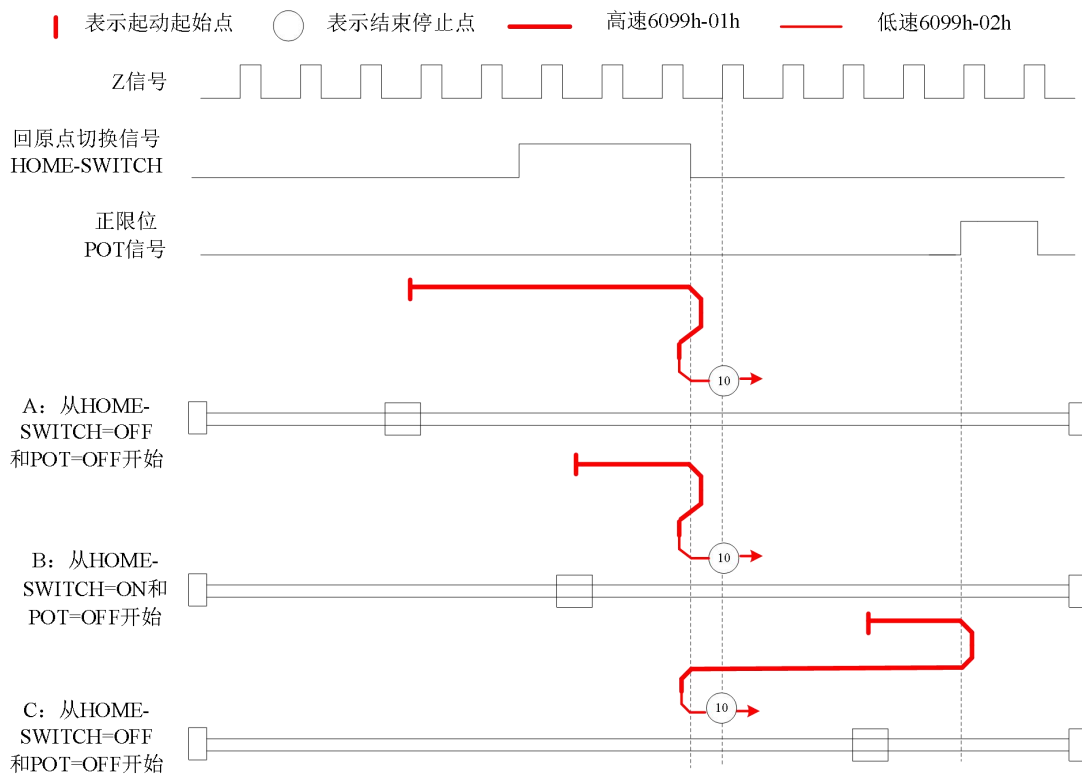 表示起动起始点
表示结束停止点
高速6099h-01h
低速6099h-02h
Z信号
回原点切换信号
HOME-SWITCH
正限位
POT信号
10
A：从HOME-
SWITCH=OFF
和POT=OFF开始
10
B：从HOME-
SWITCH=ON和
POT=OFF开始
10
C：从HOME-
SWITCH=OFF
和POT=OFF开始